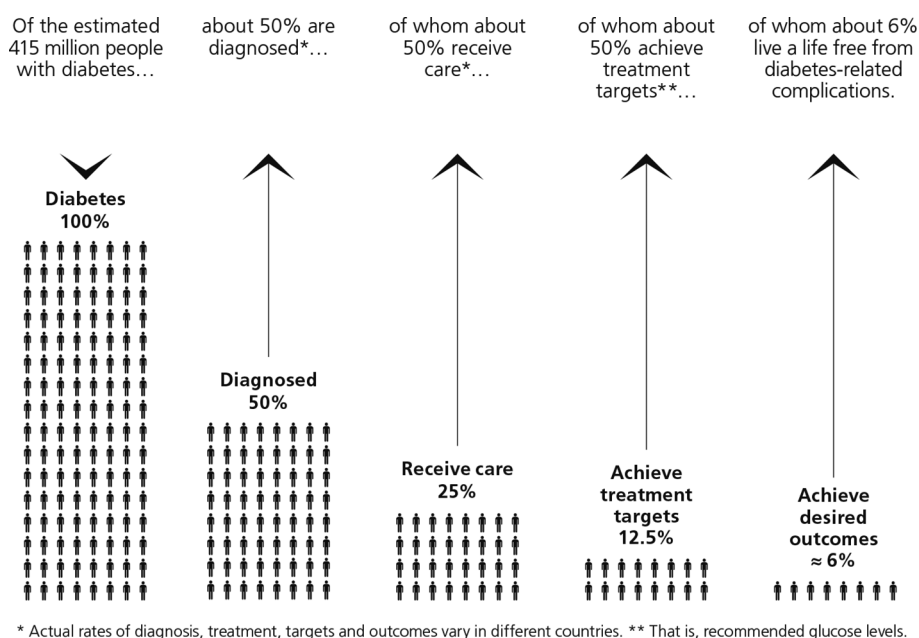 Of the estimated
415 million people
with diabetes…
about 50% are
diagnosed*…
of whom about
50% receive
care*…
of whom about
50% achieve
treatment
targets**…
of whom about 6%
live a life free from
diabetes-related
complications.
Diabetes
100%
Diagnosed
50%
Receive care
25%
Achieve
treatment
targets
12.5%
Achieve
desired
outcomes
≈ 6%
* Actual rates of diagnosis, treatment, targets and outcomes vary in different countries. ** That is, recommended glucose levels.